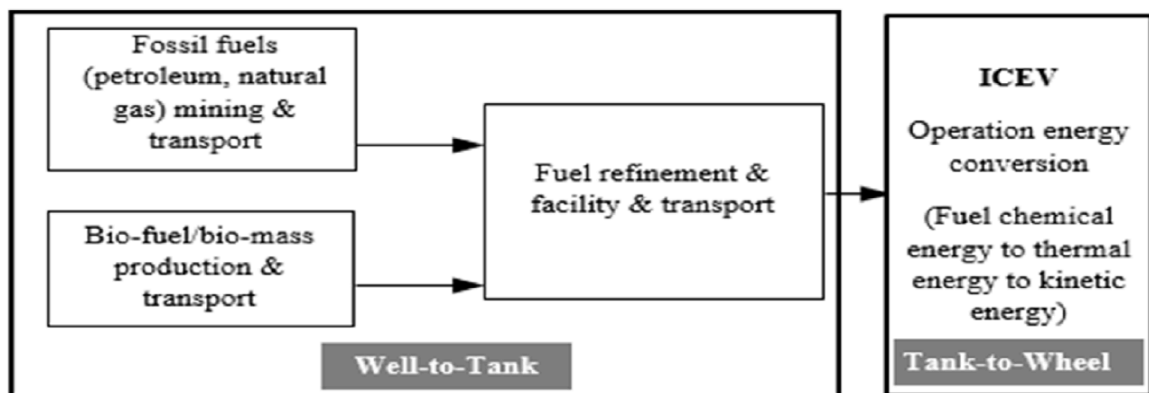 Fossil fuels
(petroleum, natural
gas) mining &
transport
Bio-fuel/bio-mass
production &
transport
Fuel refinement &
facility & transport
Well-to-Tank
ICEV
Operation energy
conversion
(Fuel chemical
energy to thermal
energy to kinetic
energy)
Tank-to-Wheel